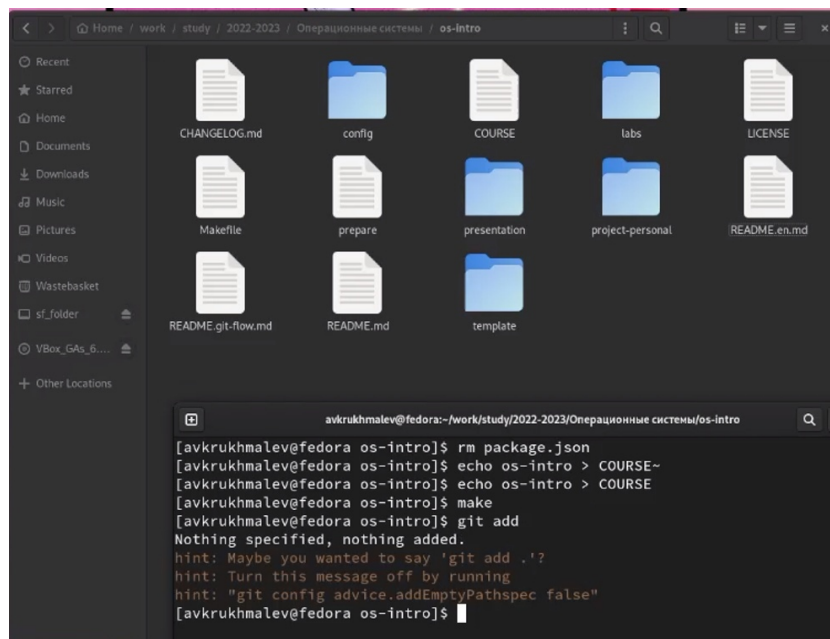 Home / work / study / 2022-2023 / Операционные системы / os-intro
Recent
Starred
Home
Documents
Downloads
Music
Pictures
Videos
Wastebasket
sf_folder
VBox_GAs_6....
+ Other Locations
CHANGELOG.md config COURSE labs LICENSE
Makefile prepare presentation project-personal README.en.md
README.git-flow.md README.md template
avkrukhmalev@fedora:~/work/study/2022-2023/Операционные системы/os-intro
[avkrukhmalev@fedora os-intro]$ rm package.json
[avkrukhmalev@fedora os-intro]$ echo os-intro > COURSE~
[avkrukhmalev@fedora os-intro]$ echo os-intro > COURSE
[avkrukhmalev@fedora os-intro]$ make
[avkrukhmalev@fedora os-intro]$ git add
Nothing specified, nothing added.
hint: Maybe you wanted to say 'git add .'?
hint: Turn this message off by running
hint: "git config advice.addEmptyPathspec false"
[avkrukhmalev@fedora os-intro]$